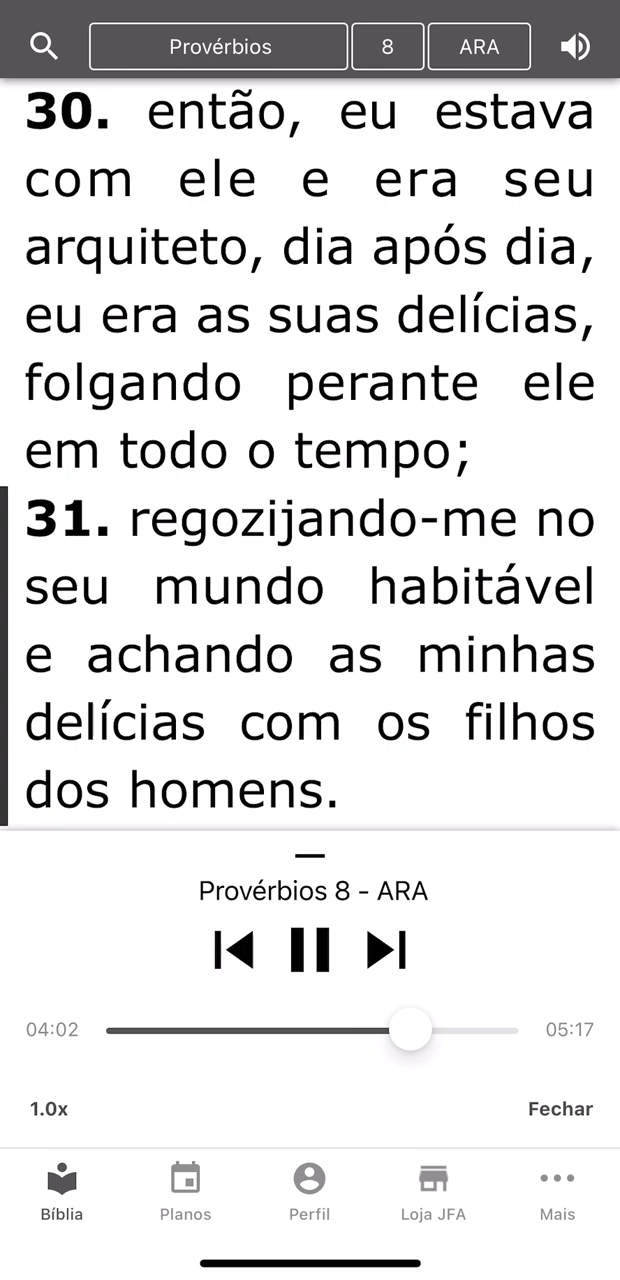 Provérbios 8 ARA
30. então, eu estava
com ele e era seu
arquiteto, dia após dia,
eu era as suas delícias,
folgando perante ele
em todo o tempo;
31. regozijando-me no
seu mundo habitável
e achando as minhas
delícias com os filhos
dos homens.
Provérbios 8 - ARA
04:02 05:17
1.0x Fechar
Bíblia Planos Perfil Loja JFA Mais